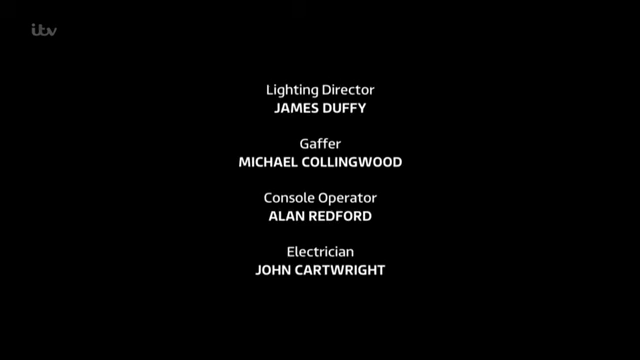 itv
Lighting Director
JAMES DUFFY
Gaffer
MICHAEL COLLINGWOOD
Console Operator
ALAN REDFORD
Electrician
JOHN CARTWRIGHT